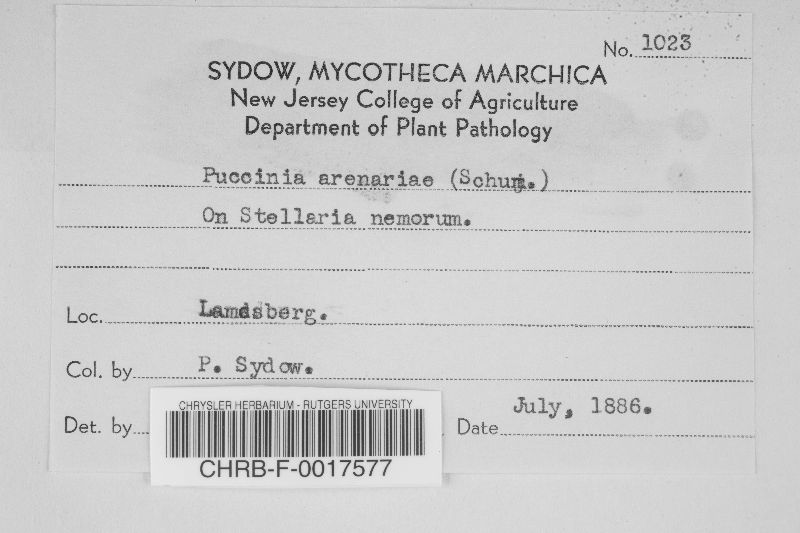 No. 1023
SYDOW, MYCOTHECA MARCHICA
New Jersey College of Agriculture
Department of Plant Pathology
Puccinia arenariae (Schum.)
On Stellaria nemorum.
Loc. Landsberg.
Col. by P. Sydow.
Det. by
Date July, 1886.
CHRYSLER HERBARIUM - RUTGERS UNIVERSITY
CHRB-F-0017577